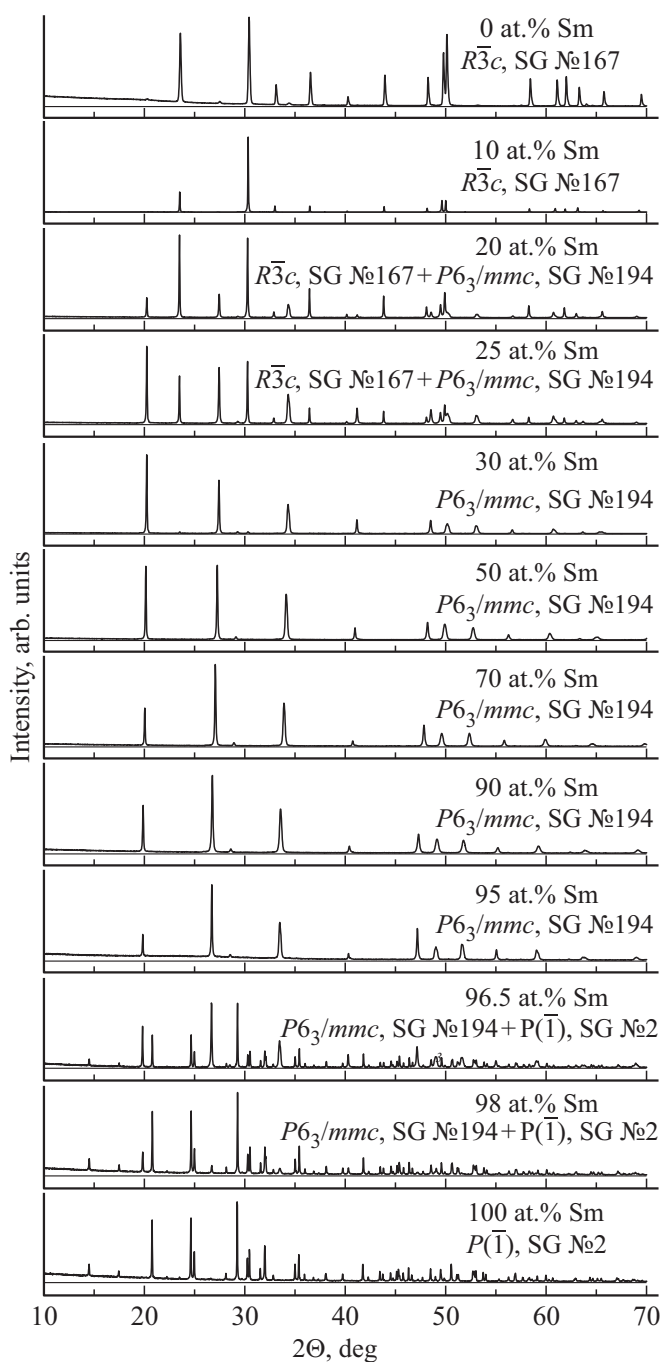 0 at.% Sm
R3̅c, SG №167
10 at.% Sm
R3̅c, SG №167
20 at.% Sm
R3̅c, SG №167 + P6₃/mmc, SG №194
25 at.% Sm
R3̅c, SG №167 + P6₃/mmc, SG №194
30 at.% Sm
P6₃/mmc, SG №194
50 at.% Sm
P6₃/mmc, SG №194
70 at.% Sm
P6₃/mmc, SG №194
90 at.% Sm
P6₃/mmc, SG №194
95 at.% Sm
P6₃/mmc, SG №194
96.5 at.% Sm
P6₃/mmc, SG №194 + P(1̅), SG №2
98 at.% Sm
P6₃/mmc, SG №194 + P(1̅), SG №2
100 at.% Sm
P(1̅), SG №2
Intensity, arb. units
10 20 30 40 50 60 70
2Θ, deg